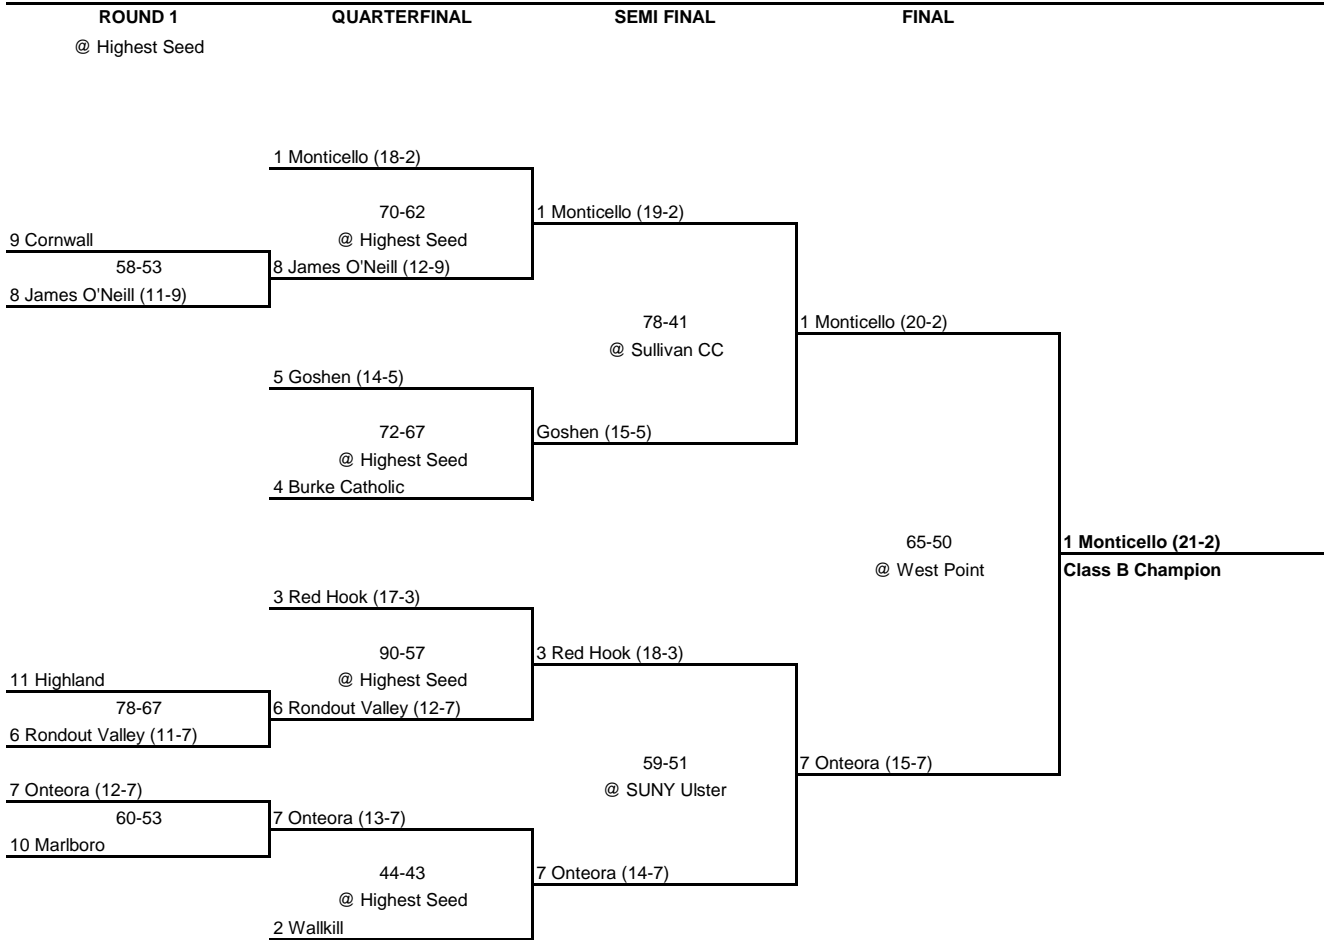 ROUND 1 QUARTERFINAL SEMI FINAL FINAL
@ Highest Seed
1 Monticello (18-2)
70-62 1 Monticello (19-2)
9 Cornwall @ Highest Seed
58-53 8 James O'Neill (12-9)
8 James O'Neill (11-9)
78-41 1 Monticello (20-2)
@ Sullivan CC
5 Goshen (14-5)
72-67 Goshen (15-5)
@ Highest Seed
4 Burke Catholic
65-50 1 Monticello (21-2)
@ West Point Class B Champion
3 Red Hook (17-3)
90-57 3 Red Hook (18-3)
11 Highland @ Highest Seed
78-67 6 Rondout Valley (12-7)
6 Rondout Valley (11-7)
59-51 7 Onteora (15-7)
7 Onteora (12-7) @ SUNY Ulster
60-53 7 Onteora (13-7)
10 Marlboro
44-43 7 Onteora (14-7)
@ Highest Seed
2 Wallkill